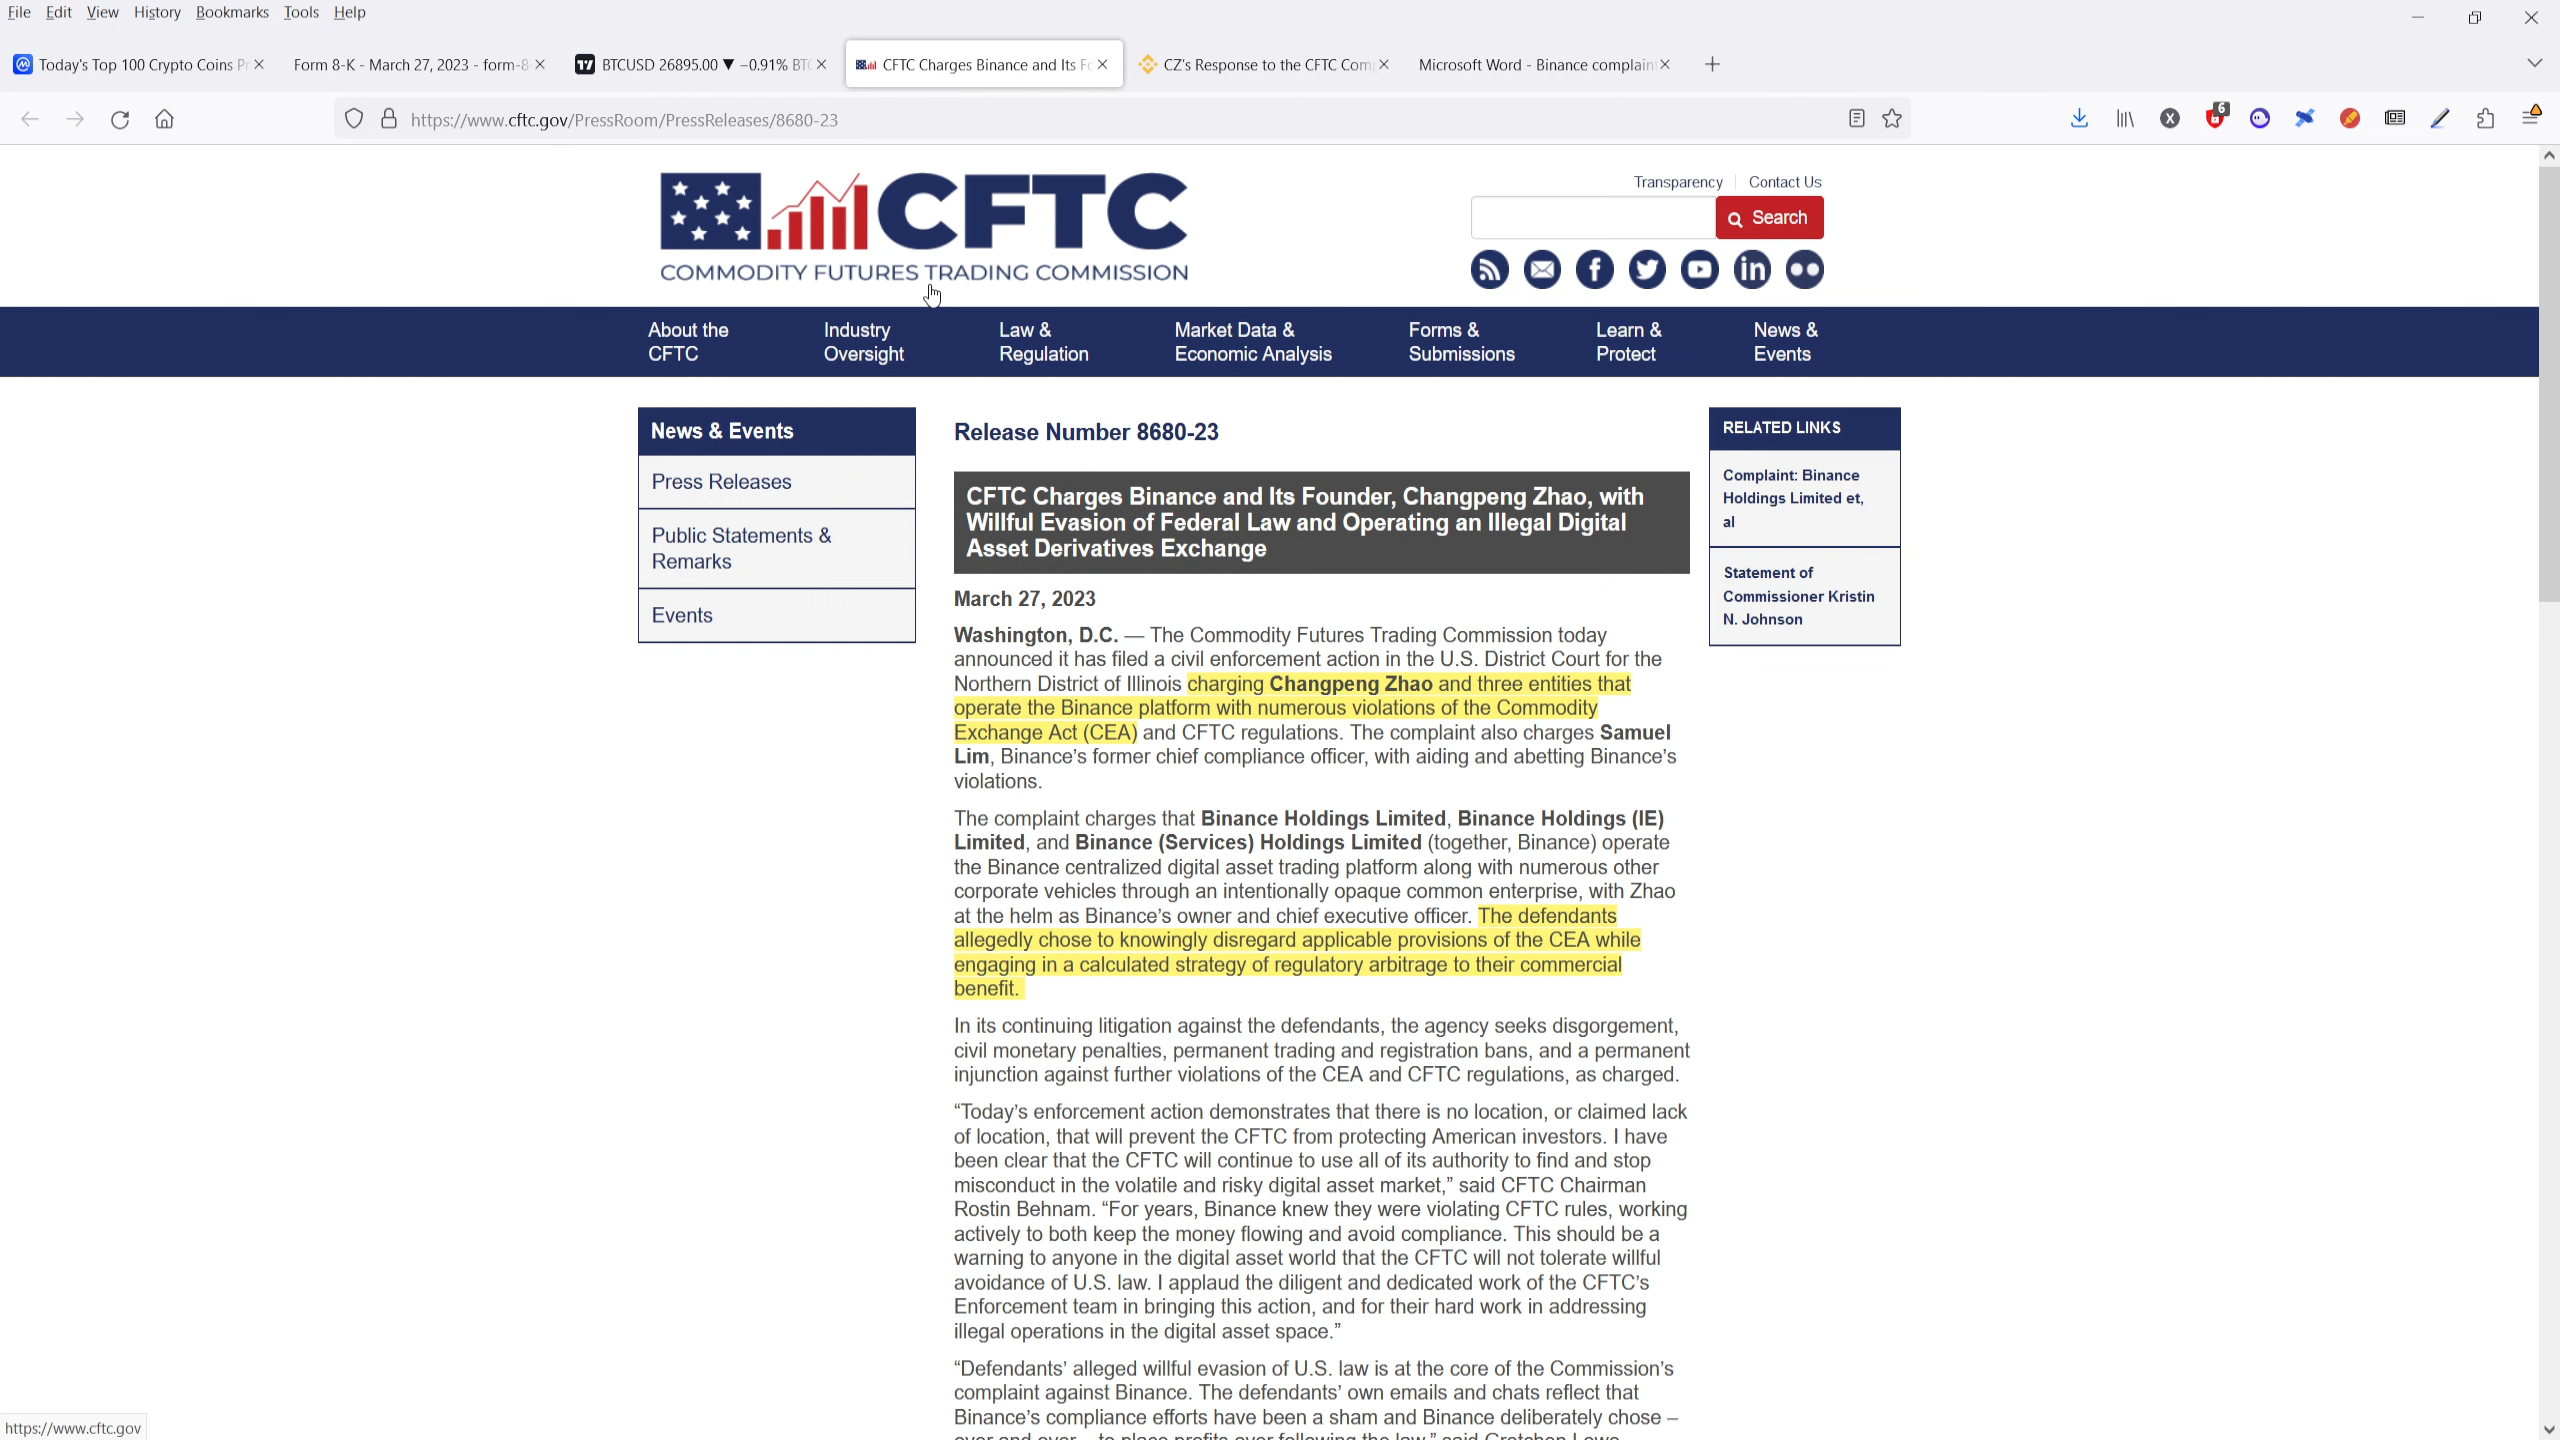 File Edit View History Bookmarks Tools Help
Today's Top 100 Crypto Coins Pr
Form 8-K - March 27, 2023 - form-8
BTCUSD 26895.00 ▼ −0.91% BTC
CFTC Charges Binance and Its Fo
CZ's Response to the CFTC Com
Microsoft Word - Binance complain
https://www.cftc.gov/PressRoom/PressReleases/8680-23
6
CFTC
COMMODITY FUTURES TRADING COMMISSION
Transparency
Contact Us
Search
About the
CFTC
Industry
Oversight
Law &
Regulation
Market Data &
Economic Analysis
Forms &
Submissions
Learn &
Protect
News &
Events
News & Events
Press Releases
Public Statements &
Remarks
Events
Release Number 8680-23
CFTC Charges Binance and Its Founder, Changpeng Zhao, with
Willful Evasion of Federal Law and Operating an Illegal Digital
Asset Derivatives Exchange
March 27, 2023
Washington, D.C. — The Commodity Futures Trading Commission today
announced it has filed a civil enforcement action in the U.S. District Court for the
Northern District of Illinois charging Changpeng Zhao and three entities that
operate the Binance platform with numerous violations of the Commodity
Exchange Act (CEA) and CFTC regulations. The complaint also charges Samuel
Lim, Binance's former chief compliance officer, with aiding and abetting Binance's
violations.
The complaint charges that Binance Holdings Limited, Binance Holdings (IE)
Limited, and Binance (Services) Holdings Limited (together, Binance) operate
the Binance centralized digital asset trading platform along with numerous other
corporate vehicles through an intentionally opaque common enterprise, with Zhao
at the helm as Binance's owner and chief executive officer. The defendants
allegedly chose to knowingly disregard applicable provisions of the CEA while
engaging in a calculated strategy of regulatory arbitrage to their commercial
benefit.
In its continuing litigation against the defendants, the agency seeks disgorgement,
civil monetary penalties, permanent trading and registration bans, and a permanent
injunction against further violations of the CEA and CFTC regulations, as charged.
“Today's enforcement action demonstrates that there is no location, or claimed lack
of location, that will prevent the CFTC from protecting American investors. I have
been clear that the CFTC will continue to use all of its authority to find and stop
misconduct in the volatile and risky digital asset market,” said CFTC Chairman
Rostin Behnam. “For years, Binance knew they were violating CFTC rules, working
actively to both keep the money flowing and avoid compliance. This should be a
warning to anyone in the digital asset world that the CFTC will not tolerate willful
avoidance of U.S. law. I applaud the diligent and dedicated work of the CFTC's
Enforcement team in bringing this action, and for their hard work in addressing
illegal operations in the digital asset space.”
“Defendants' alleged willful evasion of U.S. law is at the core of the Commission's
complaint against Binance. The defendants' own emails and chats reflect that
Binance's compliance efforts have been a sham and Binance deliberately chose –
over and over – to place profits over following the law,” said Gretchen Lowe
RELATED LINKS
Complaint: Binance
Holdings Limited et,
al
Statement of
Commissioner Kristin
N. Johnson
https://www.cftc.gov